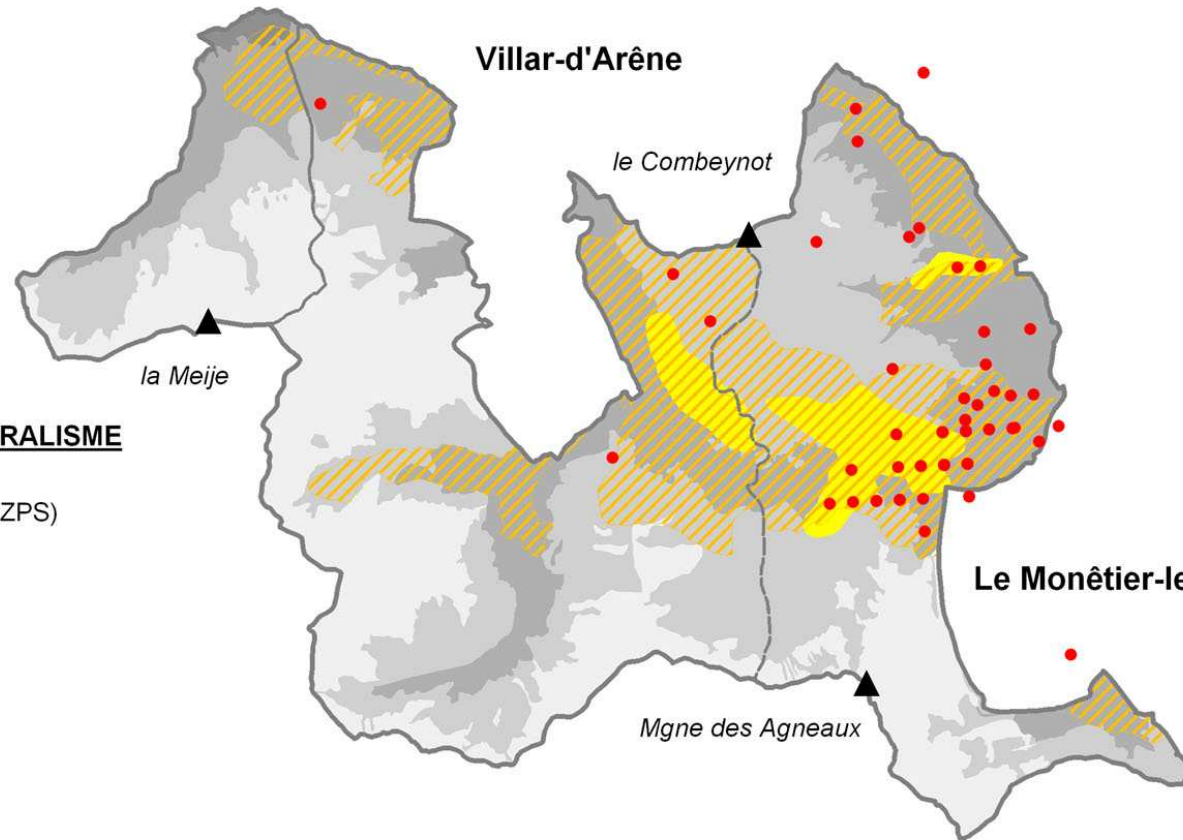 Villar-d'Arêne
le Combeynot
la Meije
RALISME
ZPS)
Le Monêtier-le
Mgne des Agneaux